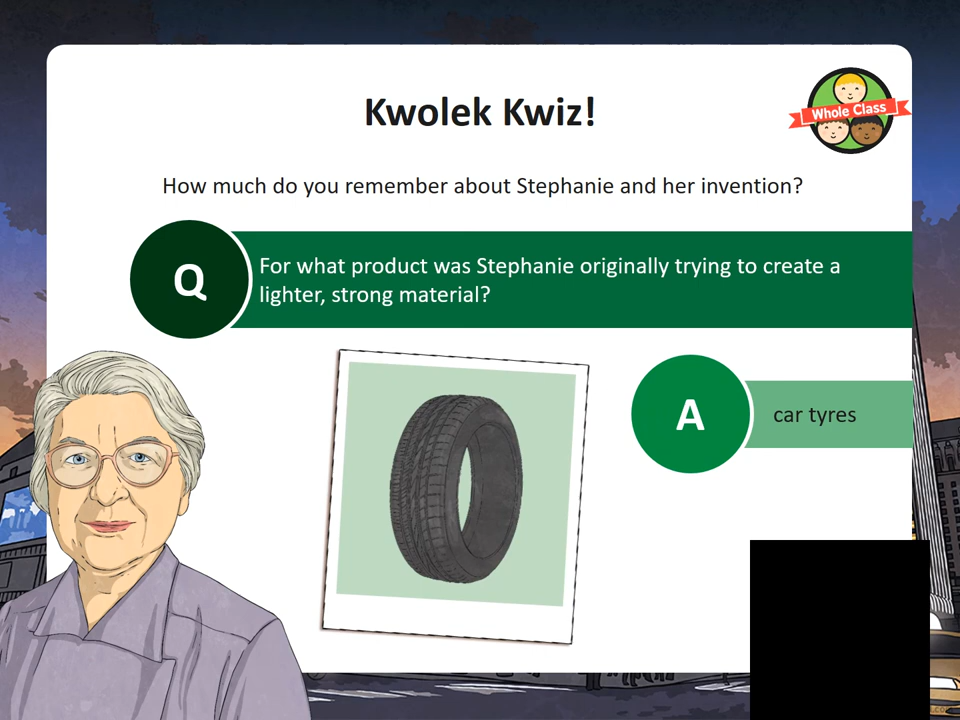 Kwolek Kwiz!
Whole Class
How much do you remember about Stephanie and her invention?
Q
For what product was Stephanie originally trying to create a
lighter, strong material?
A
car tyres